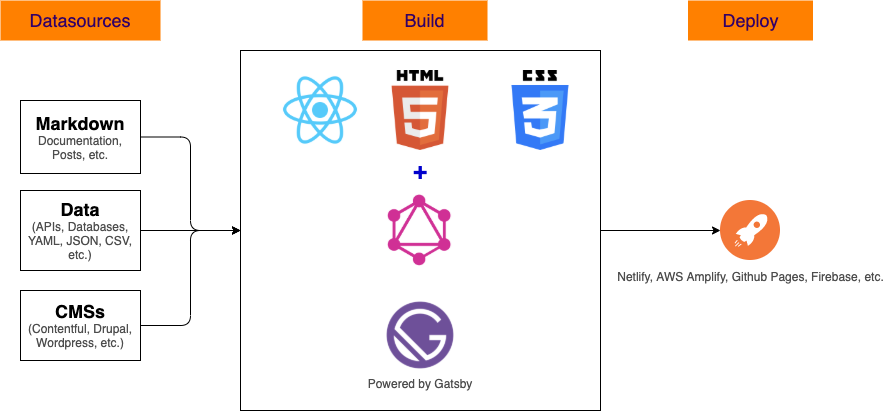 Datasources
Build
Deploy
Markdown
Documentation,
Posts, etc.
Data
(APIs, Databases,
YAML, JSON, CSV,
etc.)
CMSs
(Contentful, Drupal,
Wordpress, etc.)
HTML
5
CSS
3
+
Powered by Gatsby
Netlify, AWS Amplify, Github Pages, Firebase, etc.